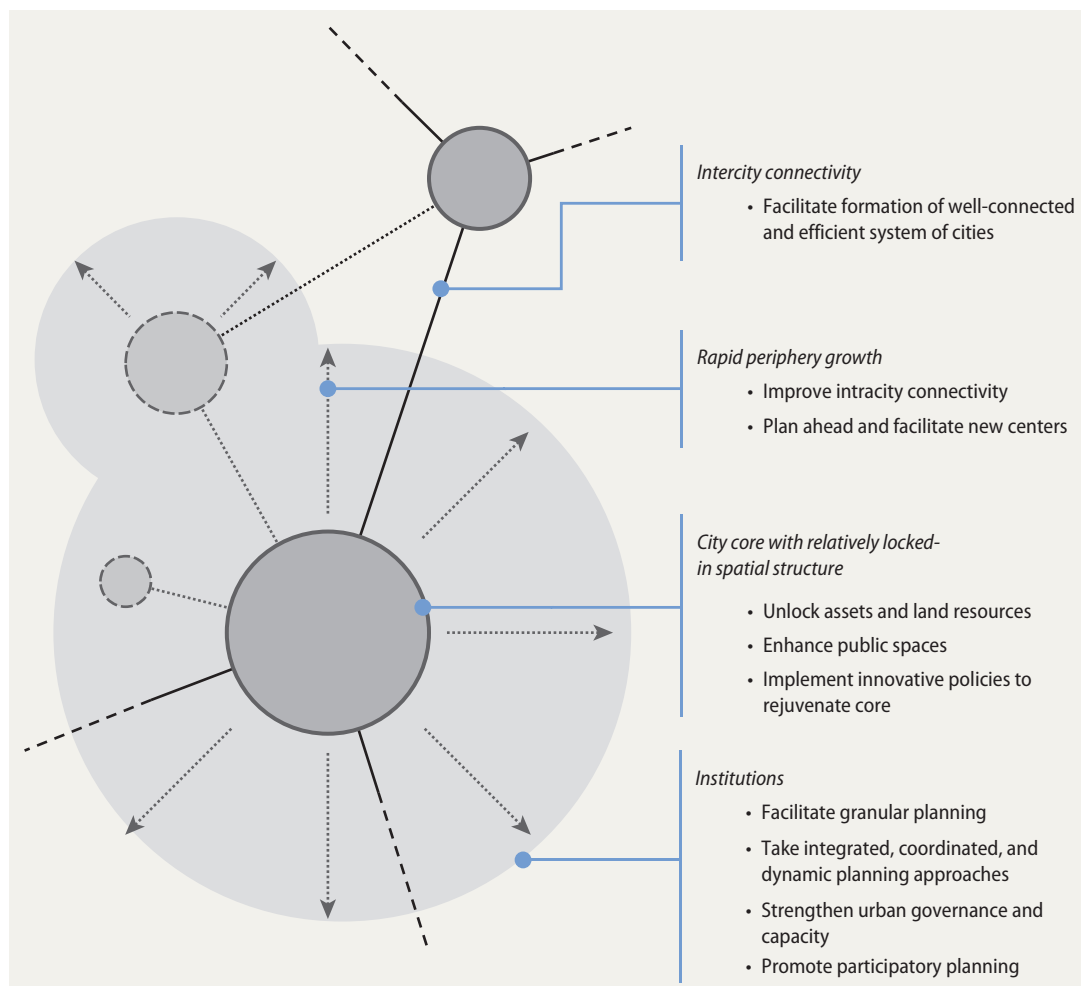 Intercity connectivity
• Facilitate formation of well-connected
and efficient system of cities
Rapid periphery growth
• Improve intracity connectivity
• Plan ahead and facilitate new centers
City core with relatively locked-
in spatial structure
• Unlock assets and land resources
• Enhance public spaces
• Implement innovative policies to
rejuvenate core
Institutions
• Facilitate granular planning
• Take integrated, coordinated, and
dynamic planning approaches
• Strengthen urban governance and
capacity
• Promote participatory planning